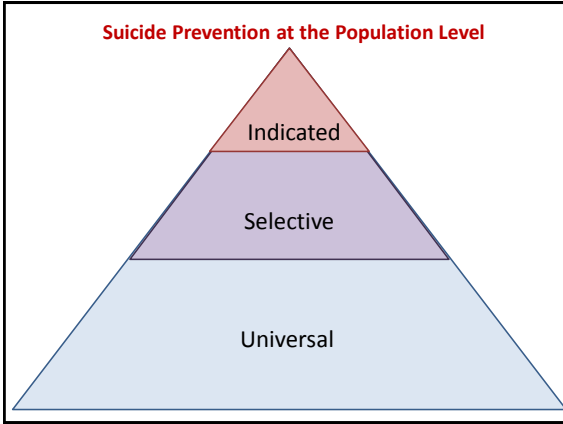 Suicide Prevention at the Population Level
Indicated
Selective
Universal